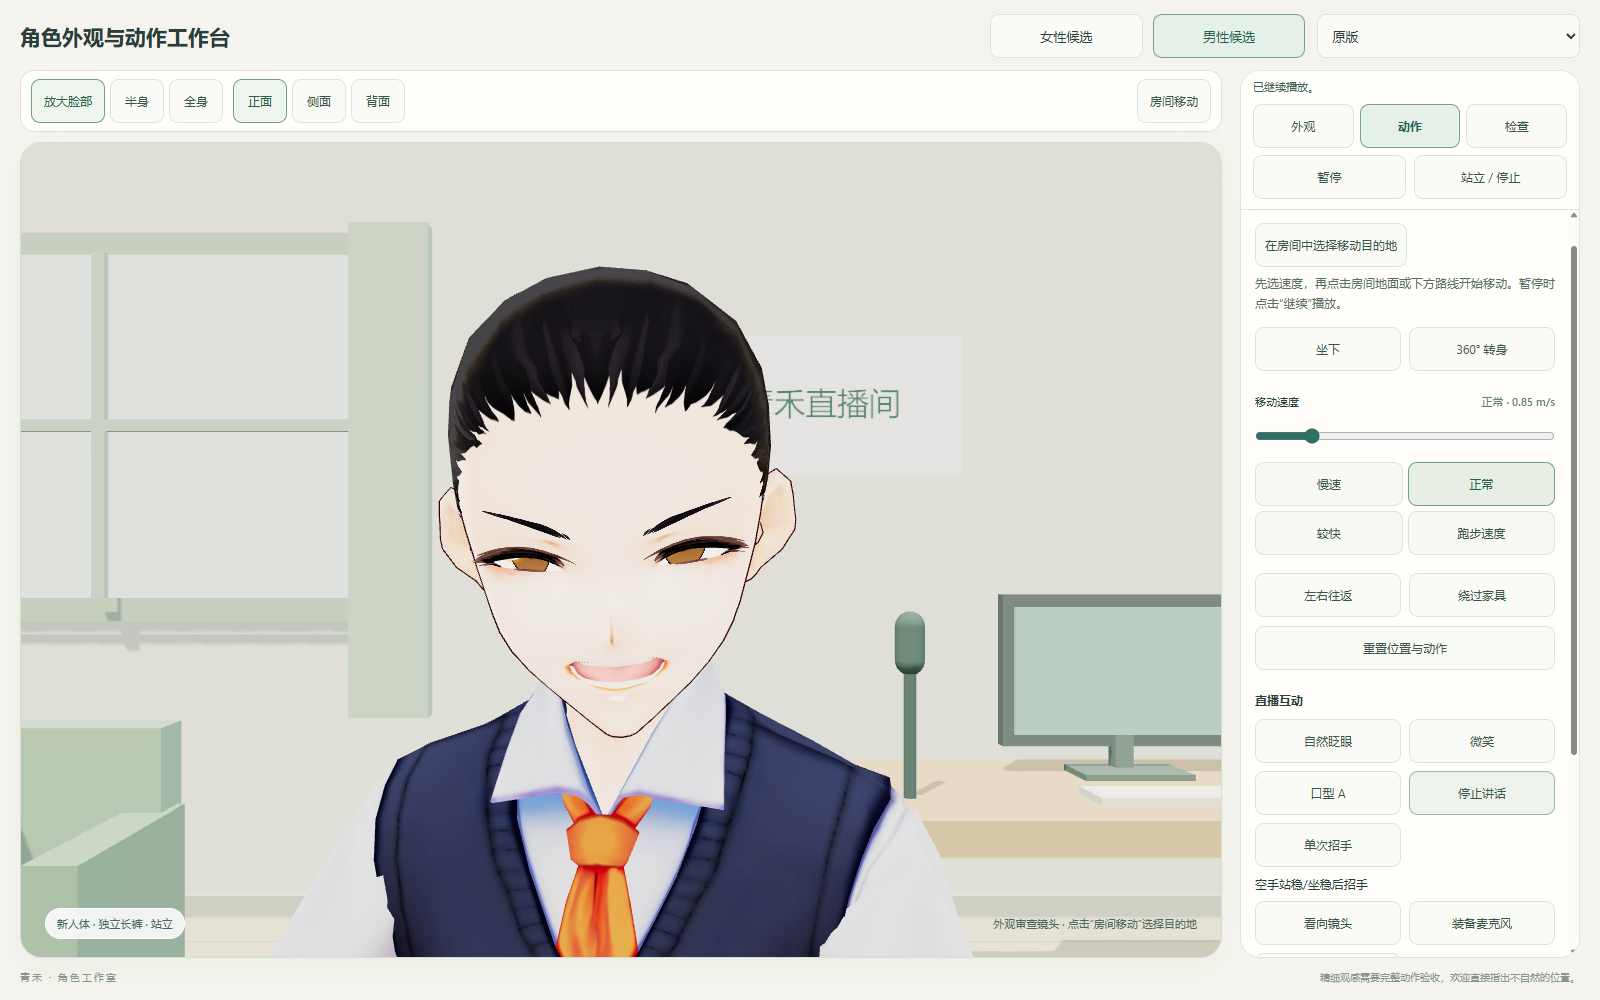 角色外观与动作工作台
女性候选
男性候选
原版
放大脸部
半身
全身
正面
侧面
背面
房间移动
已继续播放。
外观
动作
检查
暂停
站立 / 停止
禾直播间
新人体 · 独立长裤 · 站立
外观审查镜头 · 点击“房间移动”选择目的地
在房间中选择移动目的地
先选速度，再点击房间地面或下方路线开始移动。暂停时
点击“继续”播放。
坐下
360° 转身
移动速度
正常 · 0.85 m/s
慢速
正常
较快
跑步速度
左右往返
绕过家具
重置位置与动作
直播互动
自然眨眼
微笑
口型 A
停止讲话
单次招手
空手站稳/坐稳后招手
看向镜头
装备麦克风
青禾 · 角色工作室
精细观感需要完整动作验收，欢迎直接指出不自然的位置。